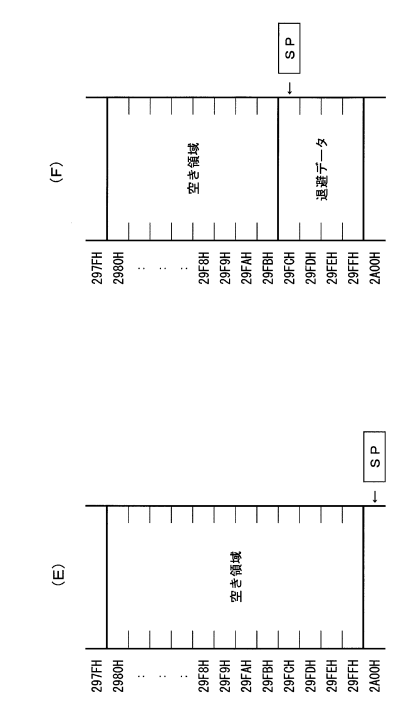 (E)
297FH
2980H
:
:
:
29F8H
29F9H
29FAH
29FBH
29FCH
29FDH
29FEH
29FFH
2A00H
空き領域
← SP
(F)
297FH
2980H
:
:
:
29F8H
29F9H
29FAH
29FBH
29FCH
29FDH
29FEH
29FFH
2A00H
空き領域
退避データ
← SP